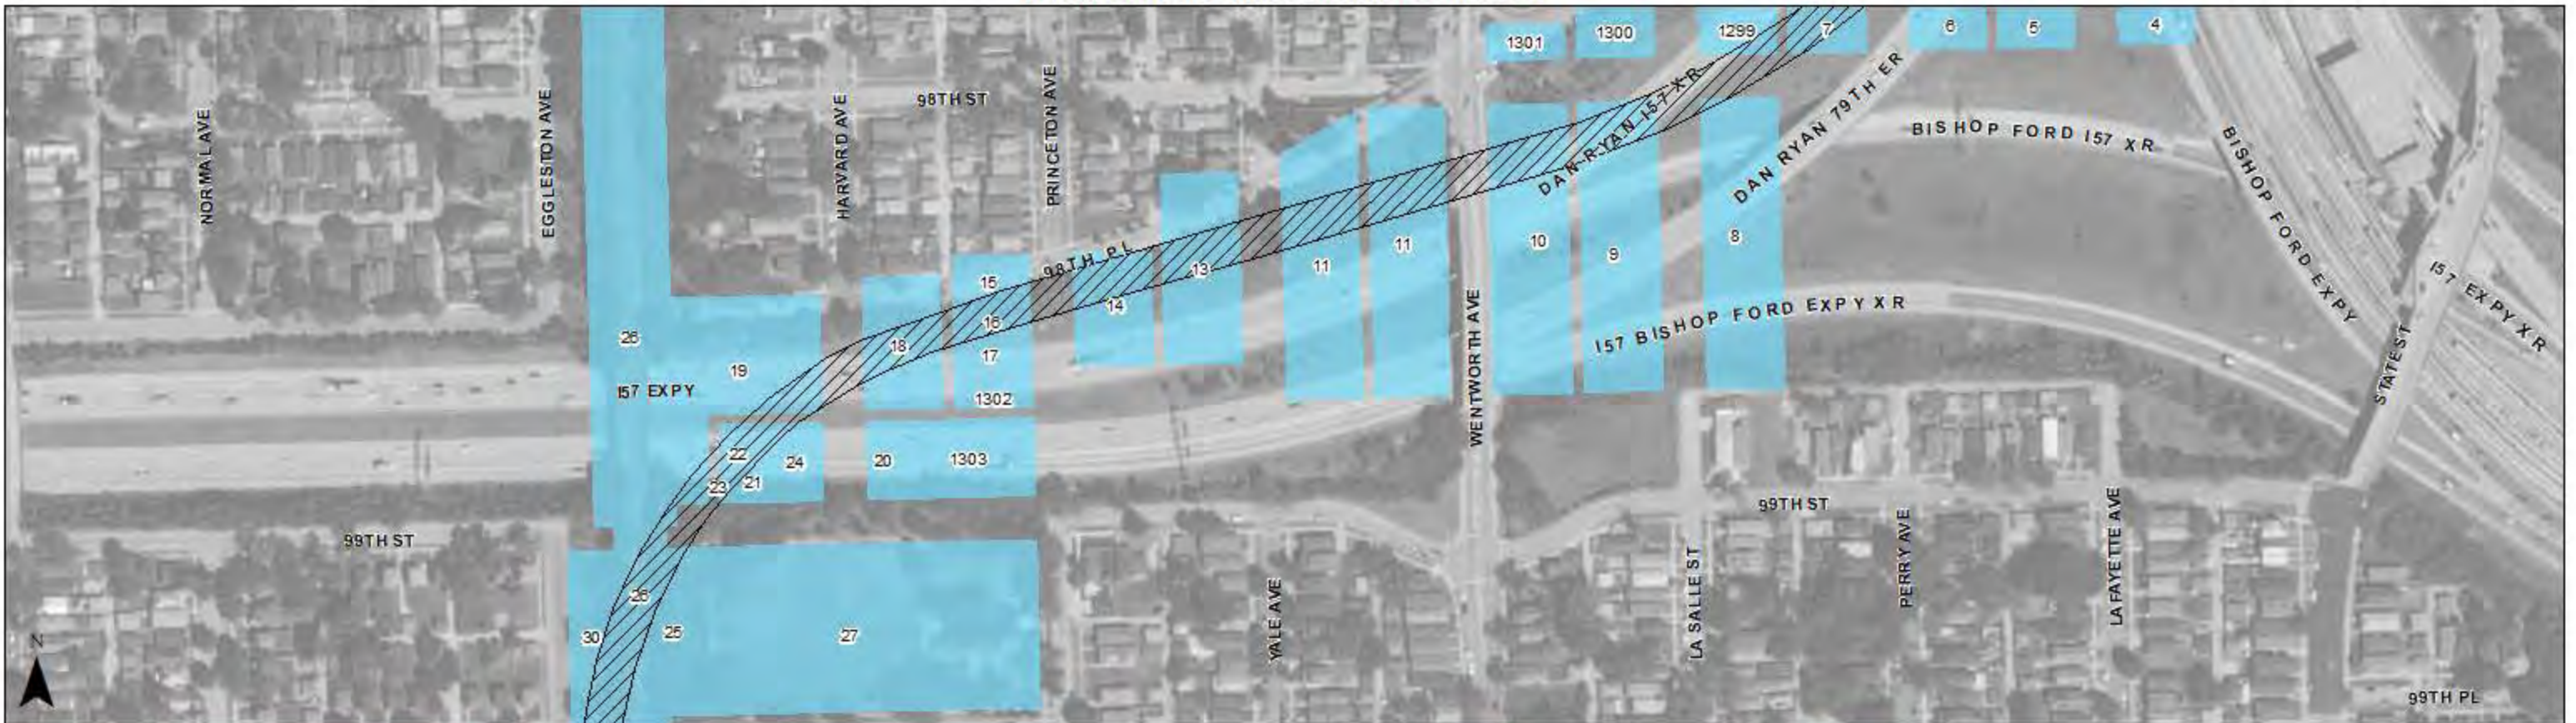 1301
1300
1299
7
6
5
4
NORMAL AVE
EGGLESTON AVE
HARVARD AVE
98TH ST
PRINCETON AVE
DAN RYAN I57 XR
DAN RYAN 79TH ER
BISHOP FORD I57 XR
BISHOP FORD EXPY
I57 EXPY XR
STATE ST
98TH PL
15
16
17
1302
14
13
11
11
WENTWORTH AVE
10
9
8
I57 BISHOP FORD EXPY XR
26
19
18
I57 EXPY
22
24
23
21
20
1303
99TH ST
99TH ST
26
30
25
27
YALE AVE
LA SALLE ST
PERRY AVE
LAFAYETTE AVE
99TH PL
N